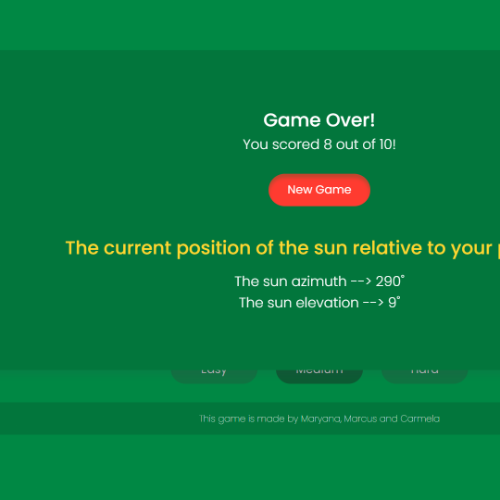 Game Over!
You scored 8 out of 10!
New Game
The current position of the sun relative to your
The sun azimuth --> 290°
The sun elevation --> 9°
Easy Medium Hard
This game is made by Maryana, Marcus and Carmela